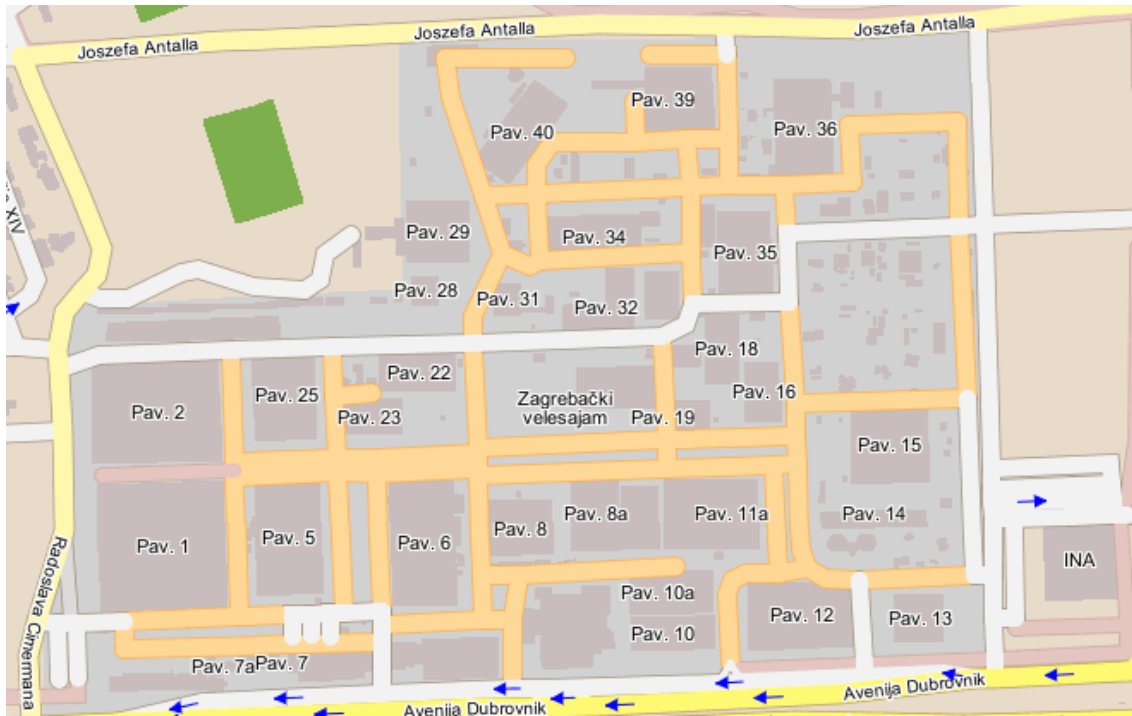 Joszefa Antalla
Joszefa Antalla
Joszefa Antalla
Pav. 39
Pav. 40
Pav. 36
XIV
Pav. 29
Pav. 34
Pav. 35
Pav. 28
Pav. 31
Pav. 32
Pav. 18
Pav. 22
Pav. 25
Pav. 16
Pav. 2
Pav. 23
Zagrebački
velesajam
Pav. 19
Pav. 15
Pav. 8
Pav. 8a
Pav. 11a
Pav. 14
Pav. 1
Pav. 5
Pav. 6
INA
Radoslava Cimermana
Pav. 10a
Pav. 12
Pav. 13
Pav. 10
Pav. 7a
Pav. 7
Avenija Dubrovnik
Avenija Dubrovnik